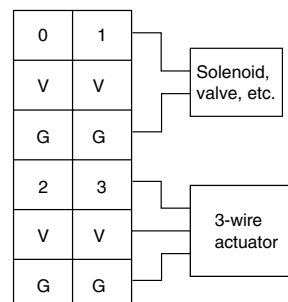 0 1
V V
G G
2 3
V V
G G
Solenoid,
valve, etc.
3-wire
actuator